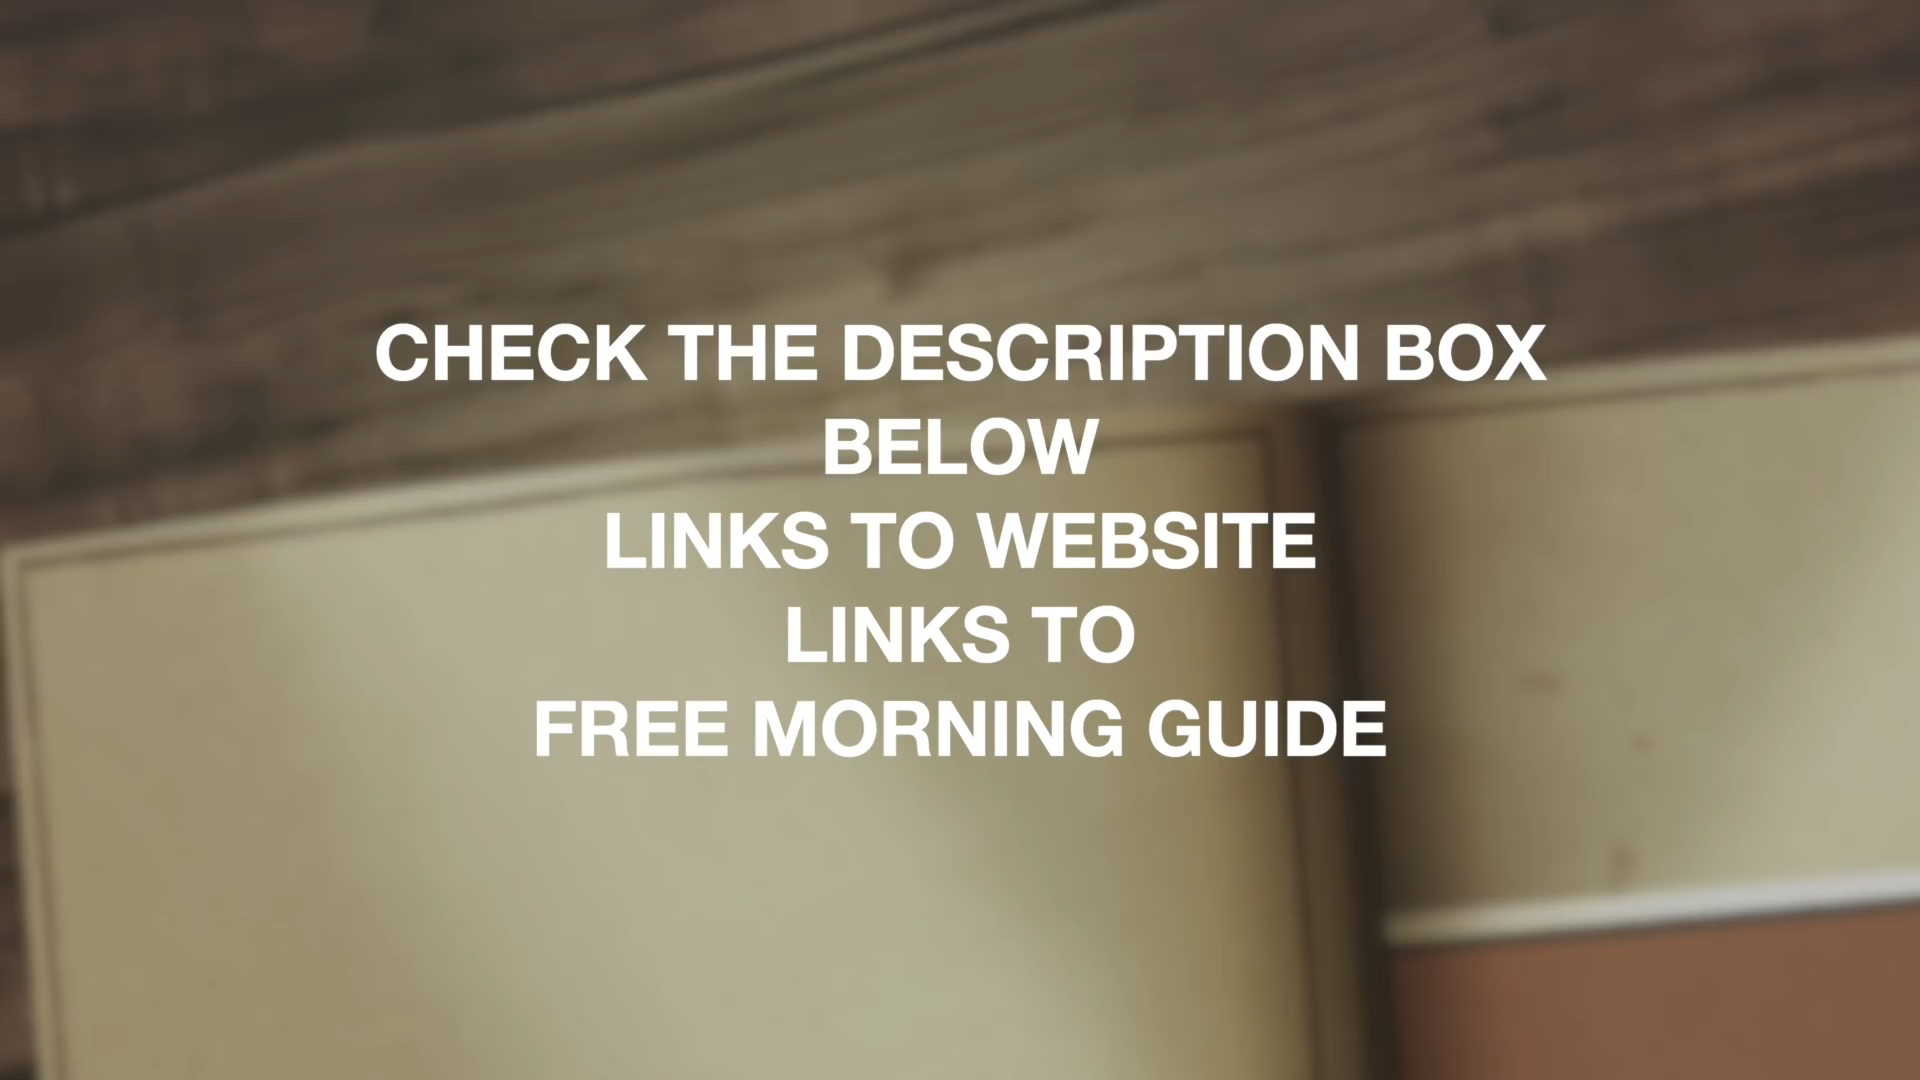 CHECK THE DESCRIPTION BOX
BELOW
LINKS TO WEBSITE
LINKS TO
FREE MORNING GUIDE